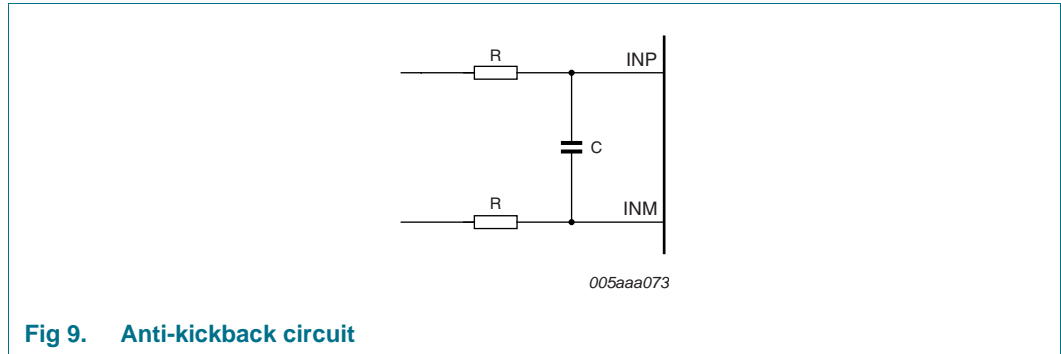 R
INP
C
R
INM
005aaa073
Fig 9. Anti-kickback circuit